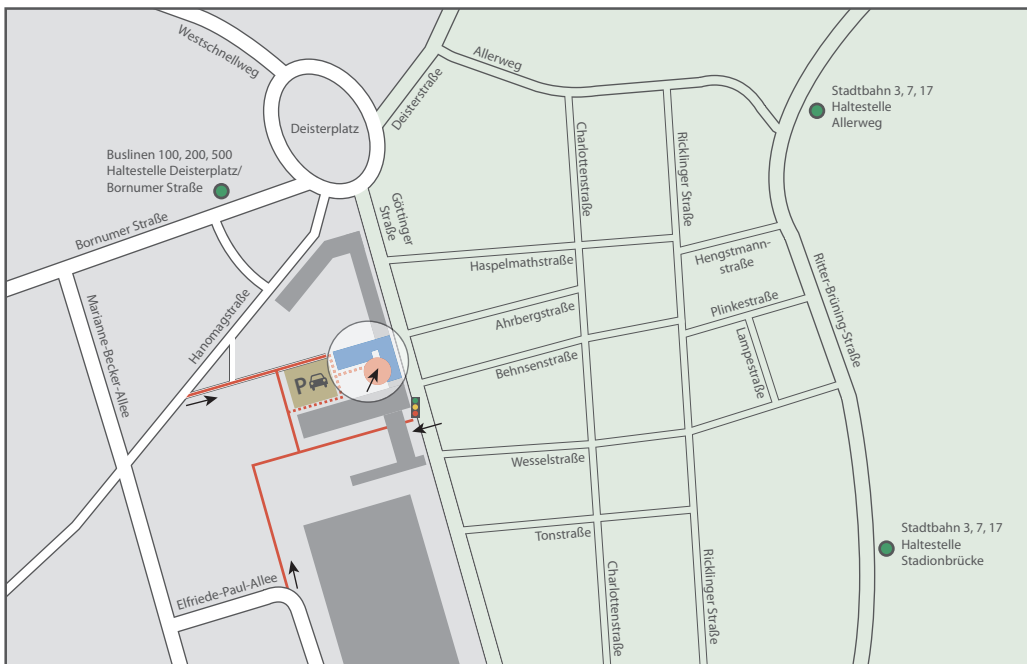 Westschnellweg
Allerweg
Deisterstraße
Deisterplatz
Stadtbahn 3, 7, 17
Haltestelle
Allerweg
Buslinen 100, 200, 500
Haltestelle Deisterplatz/
Bornumer Straße
Charlottenstraße
Ricklinger Straße
Göttinger
Straße
Bornumer Straße
Haspelmathstraße
Hengstmann-
straße
Ritter-Brüning-Straße
Marianne-Becker-Allee
Hanomagstraße
Ahrbergstraße
Plinkestraße
Lampestraße
Behnsenstraße
P
Wesselstraße
Tonstraße
Stadtbahn 3, 7, 17
Haltestelle
Stadionbrücke
Elfriede-Paul-Allee
Charlottenstraße
Ricklinger Straße